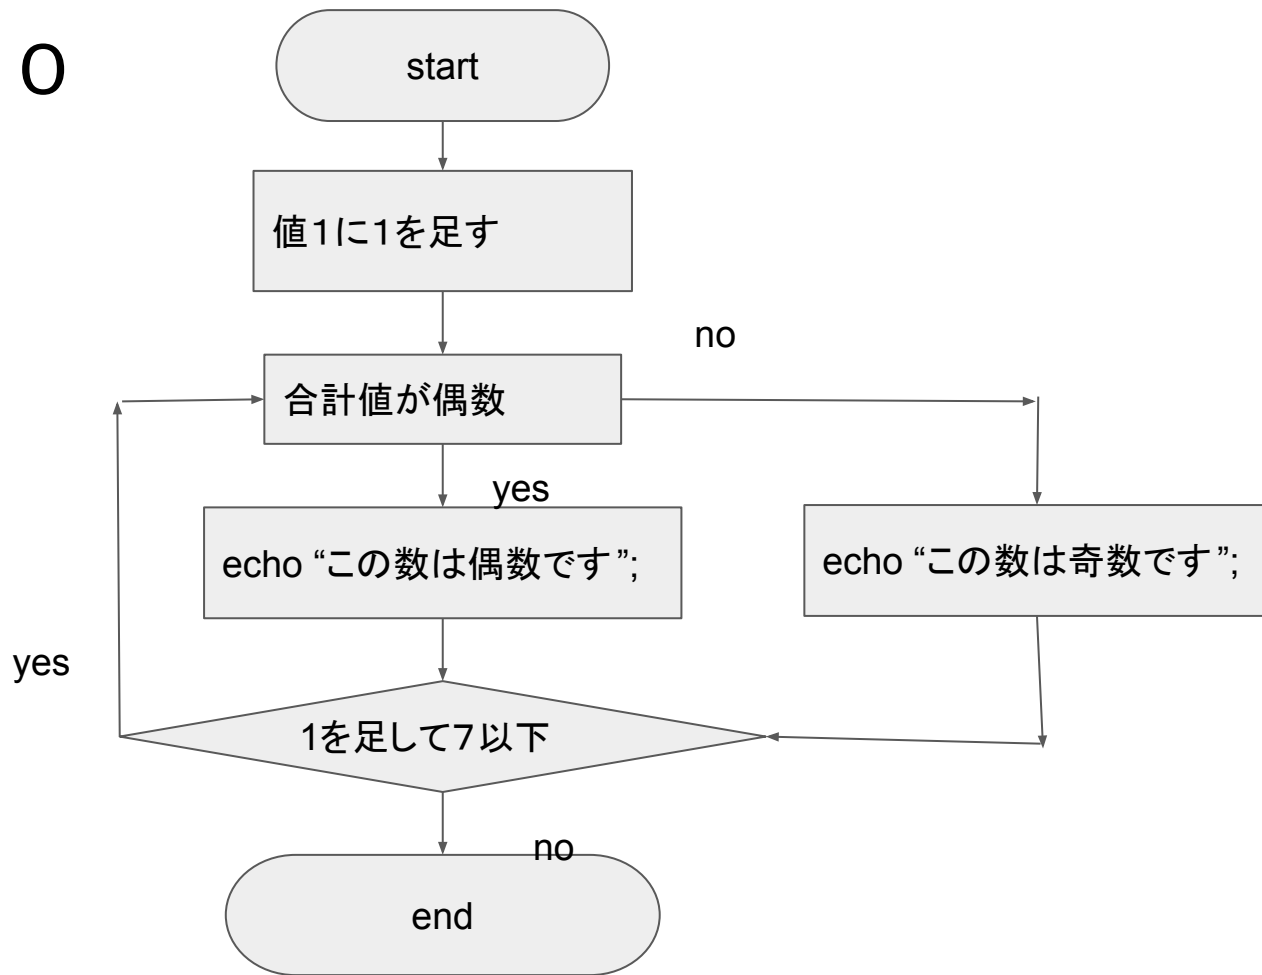 0
start
値1に1を足す
no
合計値が偶数
yes
echo “この数は偶数です”;
echo “この数は奇数です”;
yes
1を足して7以下
no
end